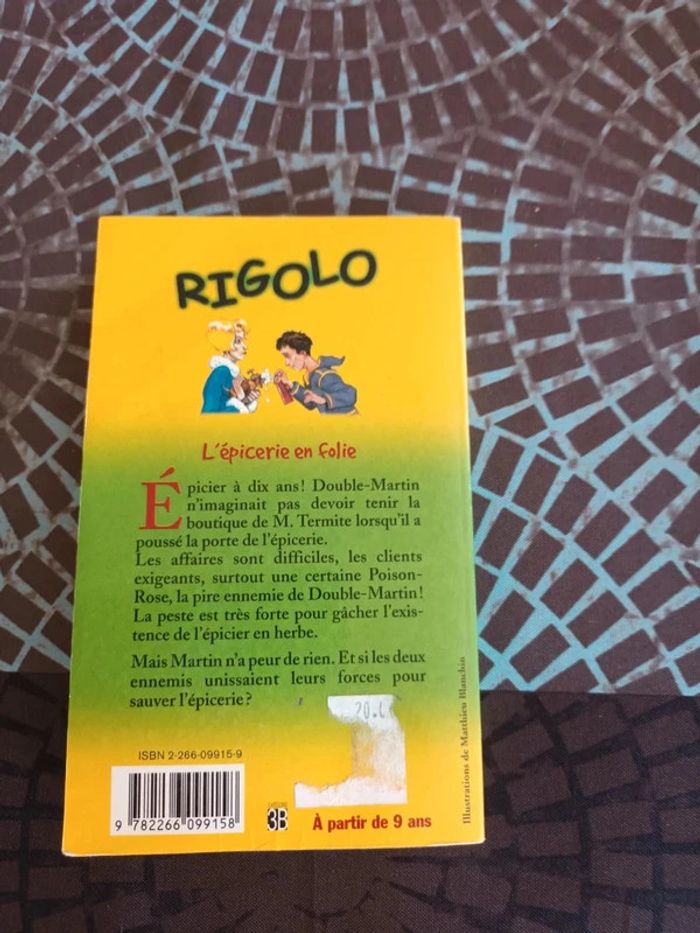 RIGOLO
L'épicerie en folie
Épicier à dix ans! Double-Martin
n'imaginait pas devoir tenir la
boutique de M. Termite lorsqu'il a
poussé la porte de l'épicerie.
Les affaires sont difficiles, les clients
exigeants, surtout une certaine Poison-
Rose, la pire ennemie de Double-Martin!
La peste est très forte pour gâcher l'exis-
tence de l'épicier en herbe.
Mais Martin n'a peur de rien. Et si les deux
ennemis unissaient leurs forces pour
sauver l'épicerie?
ISBN 2-266-09915-9
9 782266 099158
3B
À partir de 9 ans
Illustrations de Matthieu Blanchin